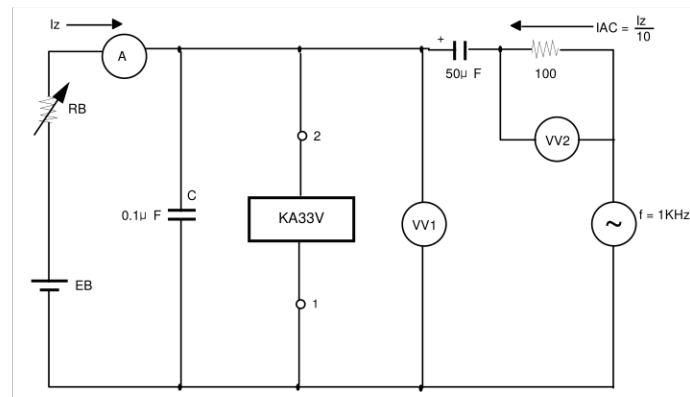 Iz
IAC = Iz/10
A
+
50μ F
100
RB
2
VV2
C
0.1μ F
KA33V
VV1
~
f = 1KHz
EB
1